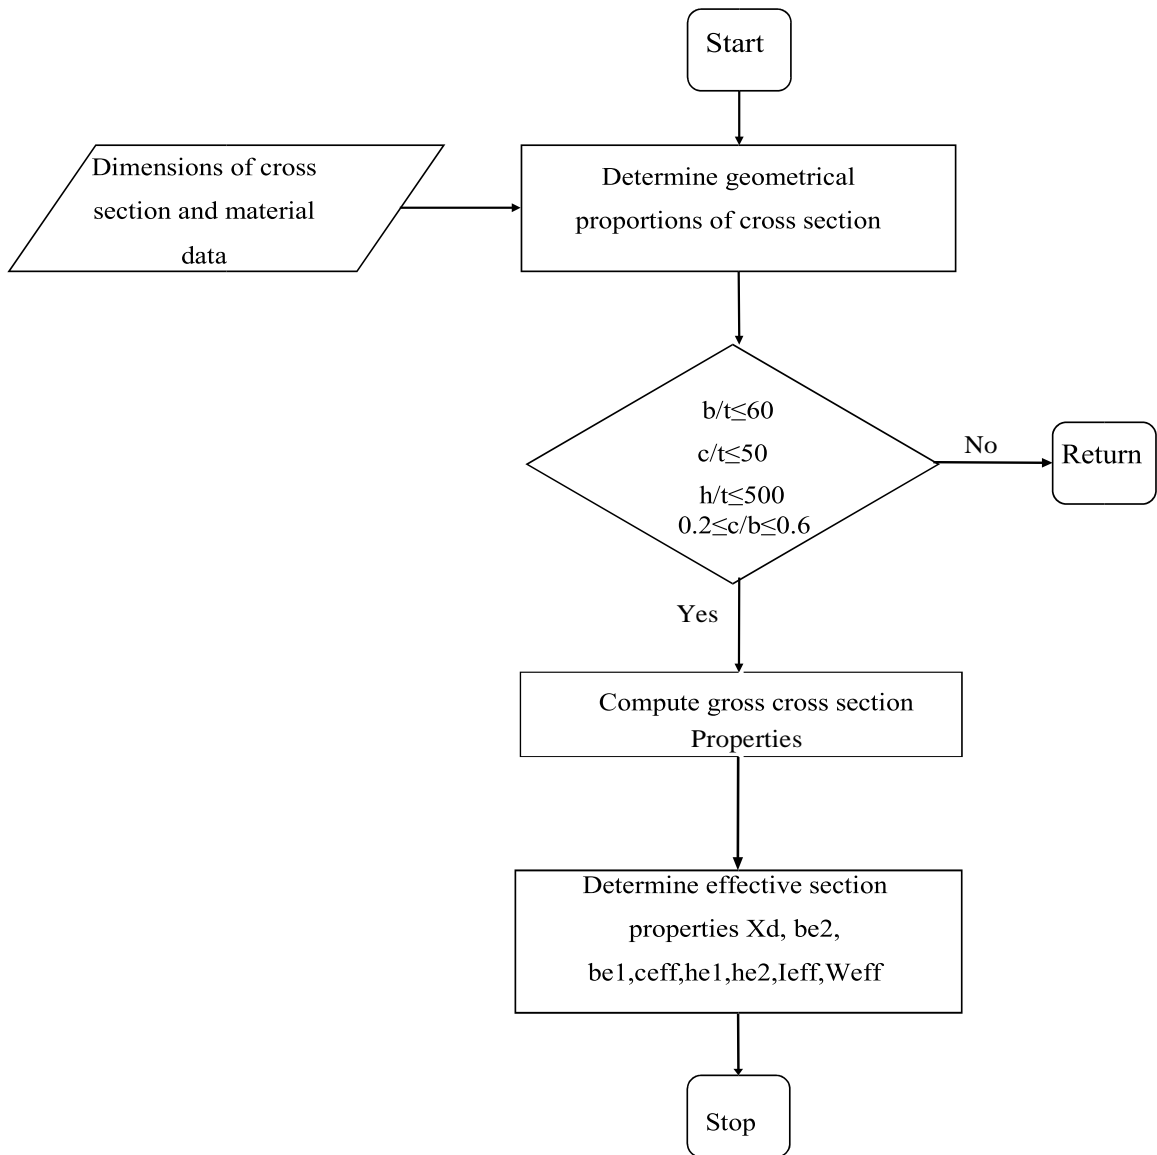 Start
Dimensions of cross
section and material
data
Determine geometrical
proportions of cross section
b/t≤60
c/t≤50
h/t≤500
0.2≤c/b≤0.6
No
Return
Yes
Compute gross cross section
Properties
Determine effective section
properties Xd, be2,
be1,ceff,he1,he2,Ieff,Weff
Stop